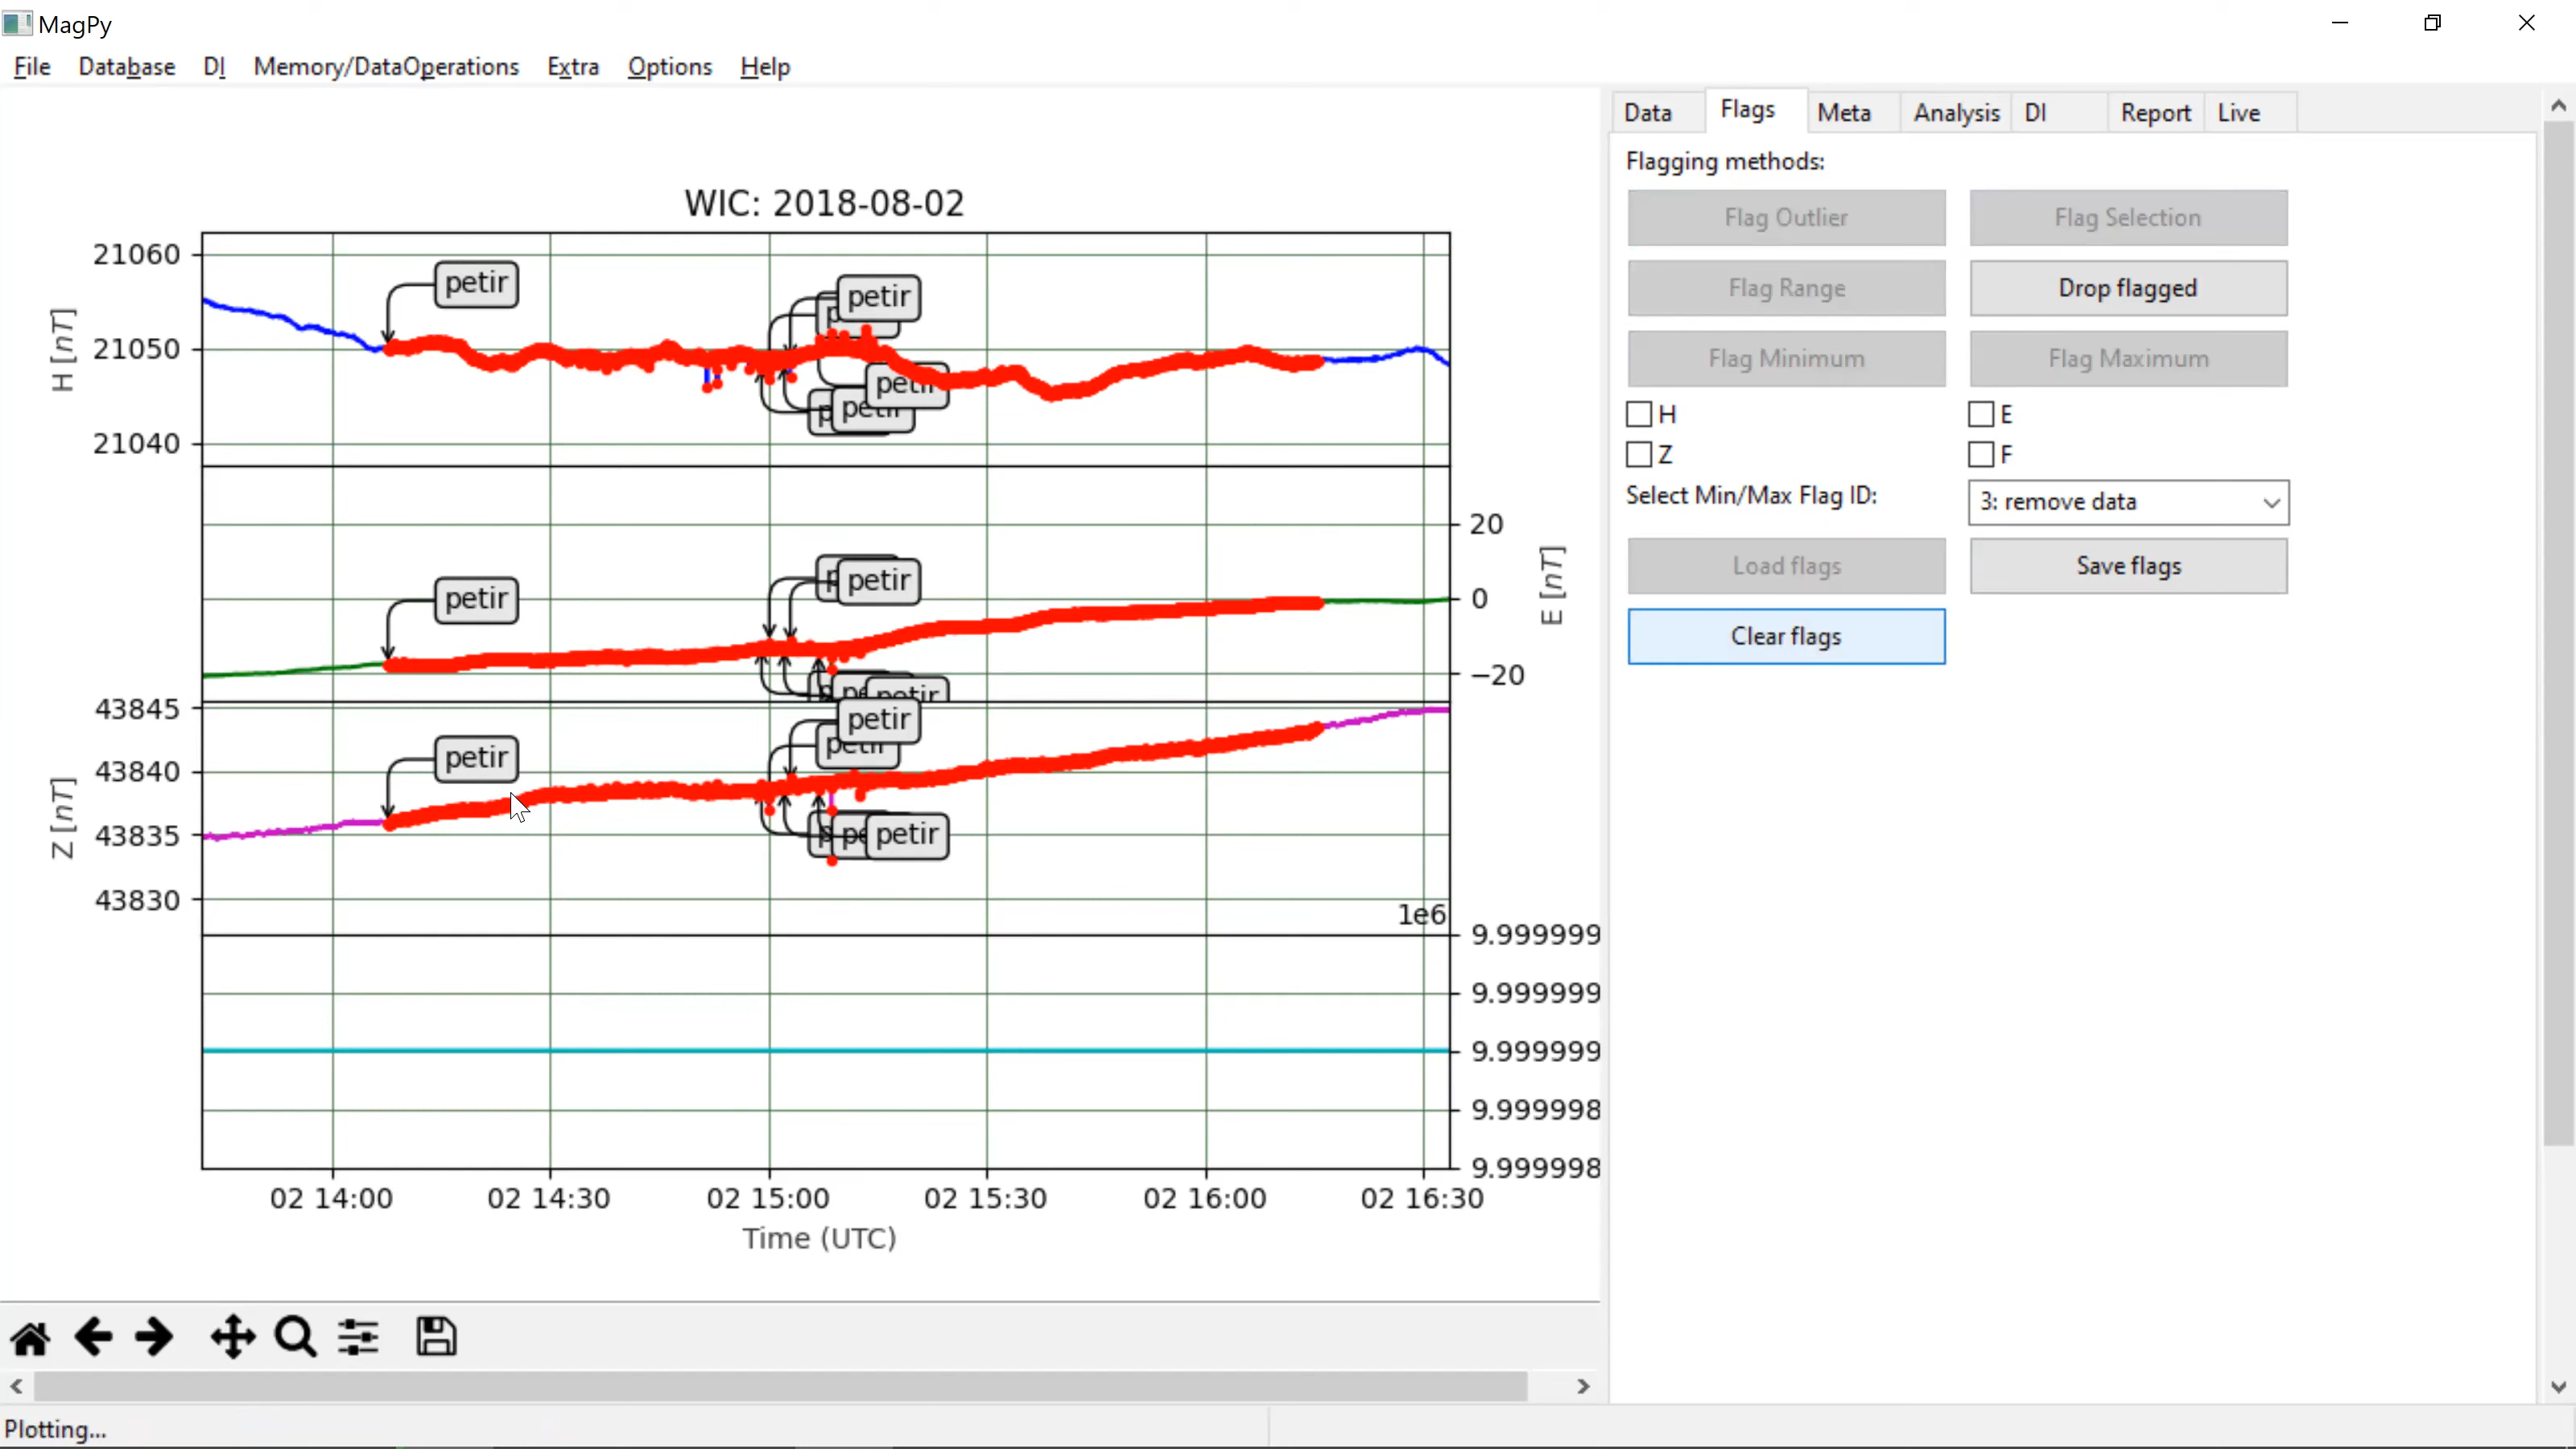 MagPy
File Database DI Memory/DataOperations Extra Options Help
Data Flags Meta Analysis DI Report Live
Flagging methods:
Flag Outlier Flag Selection
Flag Range Drop flagged
Flag Minimum Flag Maximum
H E
Z F
Select Min/Max Flag ID: 3: remove data
Load flags Save flags
Clear flags
WIC: 2018-08-02
21060
21050
21040
H [nT]
petir
petir
petir
petir
20
0
−20
E [nT]
petir
petir
petir
43845
43840
43835
43830
Z [nT]
petir
petir
petir
petir
1e6
9.999999
9.999999
9.999999
9.999998
9.999998
02 14:00 02 14:30 02 15:00 02 15:30 02 16:00 02 16:30
Time (UTC)
Plotting...